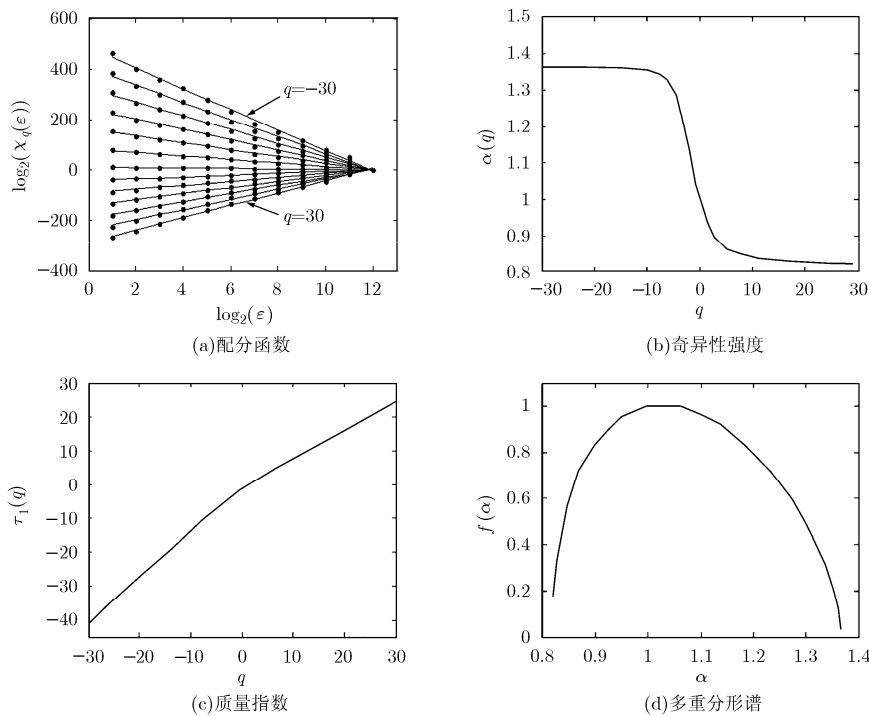 600
400
200
0
−200
−400
0 2 4 6 8 10 12
log₂(χ_q(ε))
q=−30
q=30
log₂(ε)
(a)配分函数
1.5
1.4
1.3
1.2
1.1
1
0.9
0.8
−30 −20 −10 0 10 20 30
α(q)
q
(b)奇异性强度
30
20
10
0
−10
−20
−30
−40
−30 −20 −10 0 10 20 30
τ₁(q)
q
(c)质量指数
1
0.8
0.6
0.4
0.2
0
0.8 0.9 1 1.1 1.2 1.3 1.4
f(α)
α
(d)多重分形谱